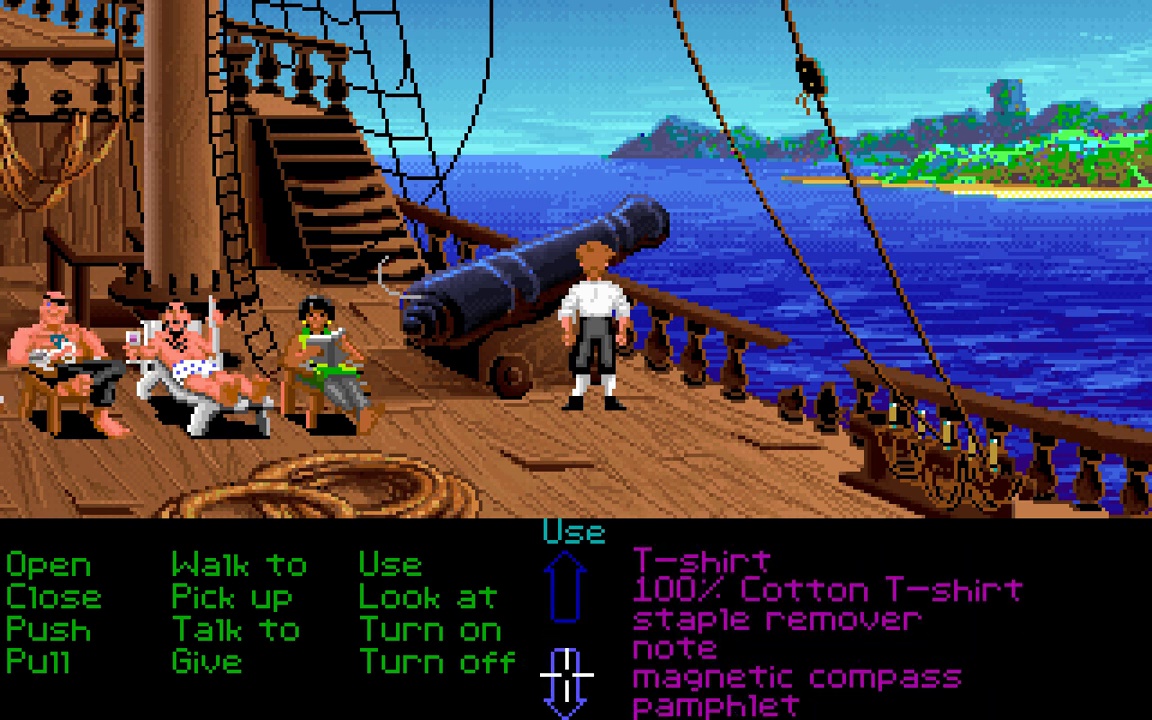 Use
Open Walk to Use
Close Pick up Look at
Push Talk to Turn on
Pull Give Turn off
T-shirt
100% Cotton T-shirt
staple remover
note
magnetic compass
pamphlet